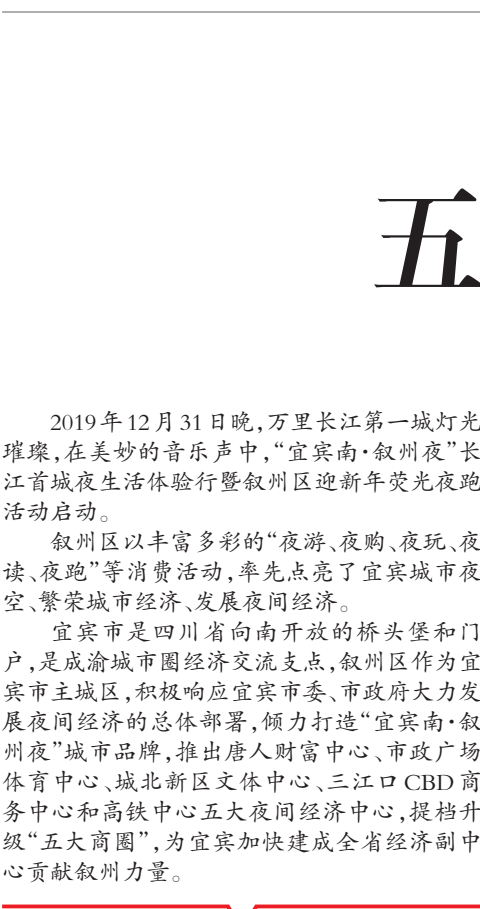 五
2019年12月31日晚,万里长江第一城灯光
璀璨,在美妙的音乐声中,“宜宾南·叙州夜”长
江首城夜生活体验行暨叙州区迎新年荧光夜跑
活动启动。
叙州区以丰富多彩的“夜游、夜购、夜玩、夜
读、夜跑”等消费活动,率先点亮了宜宾城市夜
空、繁荣城市经济、发展夜间经济。
宜宾市是四川省向南开放的桥头堡和门
户,是成渝城市圈经济交流支点,叙州区作为宜
宾市主城区,积极响应宜宾市委、市政府大力发
展夜间经济的总体部署,倾力打造“宜宾南·叙
州夜”城市品牌,推出唐人财富中心、市政广场
体育中心、城北新区文体中心、三江口CBD商
务中心和高铁中心五大夜间经济中心,提档升
级“五大商圈”,为宜宾加快建成全省经济副中
心贡献叙州力量。